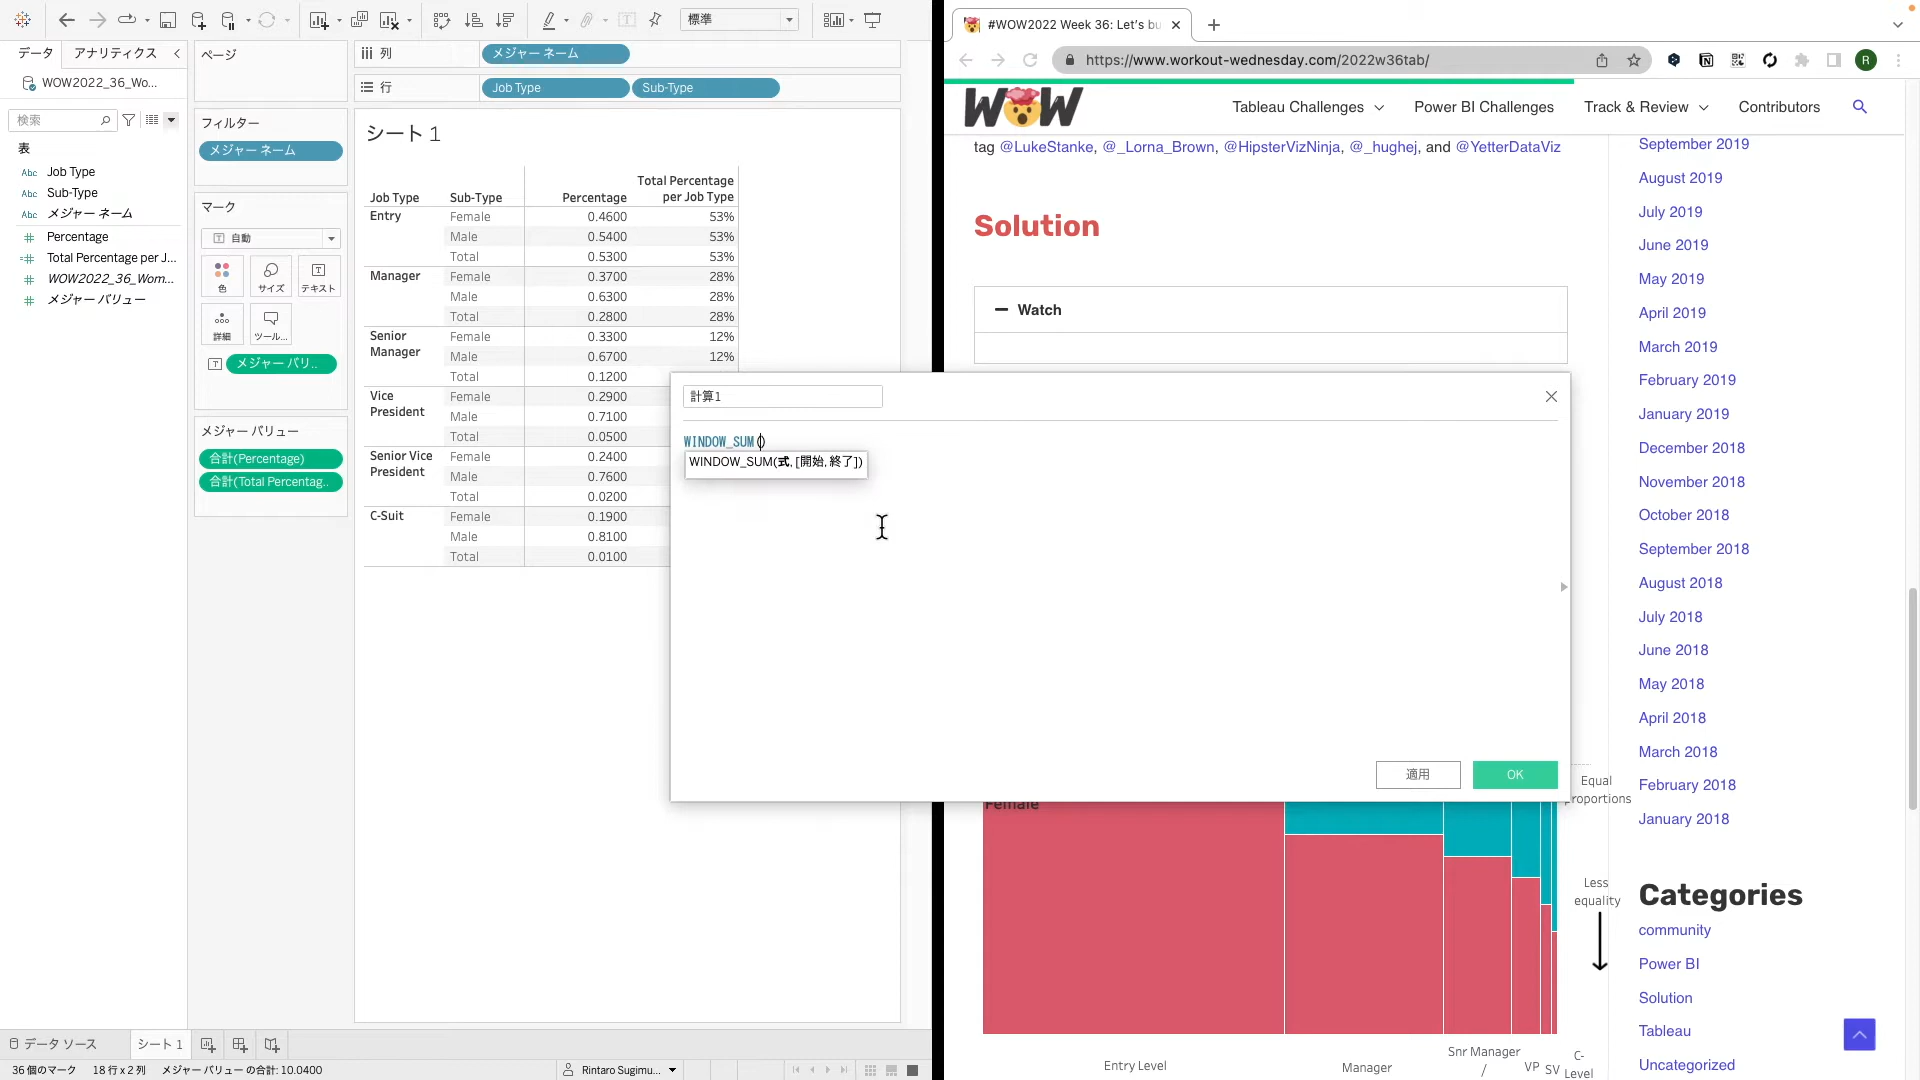 標準
データ
アナリティクス
WOW2022_36_Wo...
検索
表
Abc Job Type
Abc Sub-Type
Abc メジャー ネーム
Percentage
Total Percentage per J...
WOW2022_36_Wom...
メジャー バリュー
ページ
フィルター
メジャー ネーム
マーク
自動
色
サイズ
テキスト
詳細
ツール...
メジャー バリ..
メジャー バリュー
合計(Percentage)
合計(Total Percentag..
列
メジャー ネーム
行
Job Type
Sub-Type
シート 1
Total Percentage
Job Type Sub-Type Percentage per Job Type
Entry Female 0.4600 53%
Male 0.5400 53%
Total 0.5300 53%
Manager Female 0.3700 28%
Male 0.6300 28%
Total 0.2800 28%
Senior Manager Female 0.3300 12%
Male 0.6700 12%
Total 0.1200
Vice President Female 0.2900
Male 0.7100
Total 0.0500
Senior Vice President Female 0.2400
Male 0.7600
Total 0.0200
C-Suit Female 0.1900
Male 0.8100
Total 0.0100
計算1
WINDOW_SUM()
WINDOW_SUM(式, [開始, 終了])
適用
OK
データ ソース
シート 1
36 個のマーク 18 行 x 2 列 メジャー バリュー の合計: 10.0400
Rintaro Sugimu...
#WOW2022 Week 36: Let's bu
https://www.workout-wednesday.com/2022w36tab/
R
WOW
Tableau Challenges
Power BI Challenges
Track & Review
Contributors
tag @LukeStanke, @_Lorna_Brown, @HipsterVizNinja, @_hughej, and @YetterDataViz
Solution
Watch
Female
Equal
proportions
Less
equality
Entry Level
Manager
Snr Manager
/
VP
SV
C-
Level
September 2019
August 2019
July 2019
June 2019
May 2019
April 2019
March 2019
February 2019
January 2019
December 2018
November 2018
October 2018
September 2018
August 2018
July 2018
June 2018
May 2018
April 2018
March 2018
February 2018
January 2018
Categories
community
Power BI
Solution
Tableau
Uncategorized